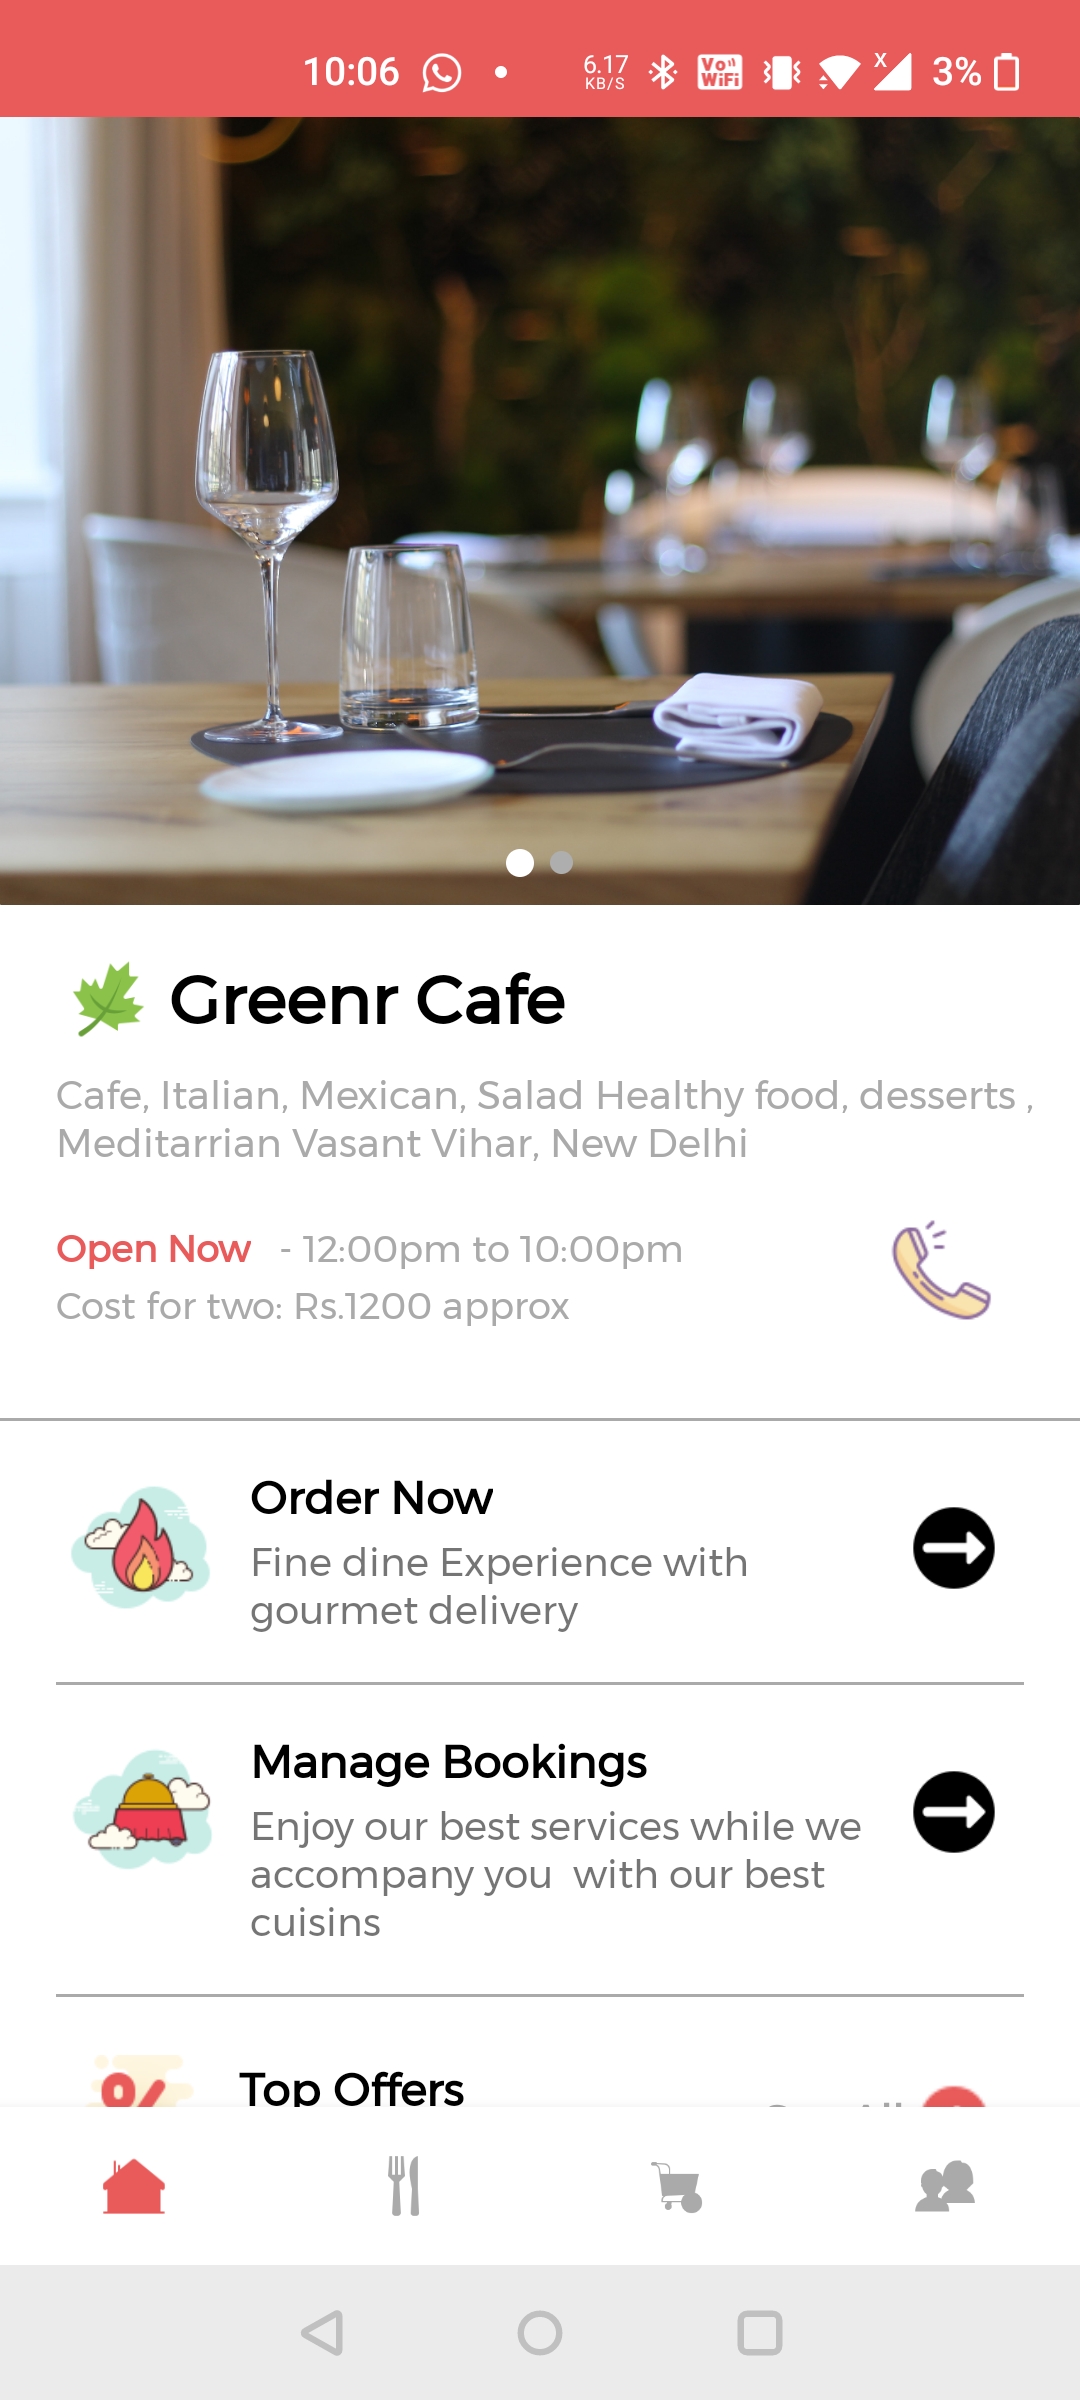 10:06 6.17 KB/S Vo WiFi X 3%
Greenr Cafe
Cafe, Italian, Mexican, Salad Healthy food, desserts ,
Meditarrian Vasant Vihar, New Delhi
Open Now - 12:00pm to 10:00pm
Cost for two: Rs.1200 approx
Order Now
Fine dine Experience with
gourmet delivery
Manage Bookings
Enjoy our best services while we
accompany you  with our best
cuisins
Top Offers